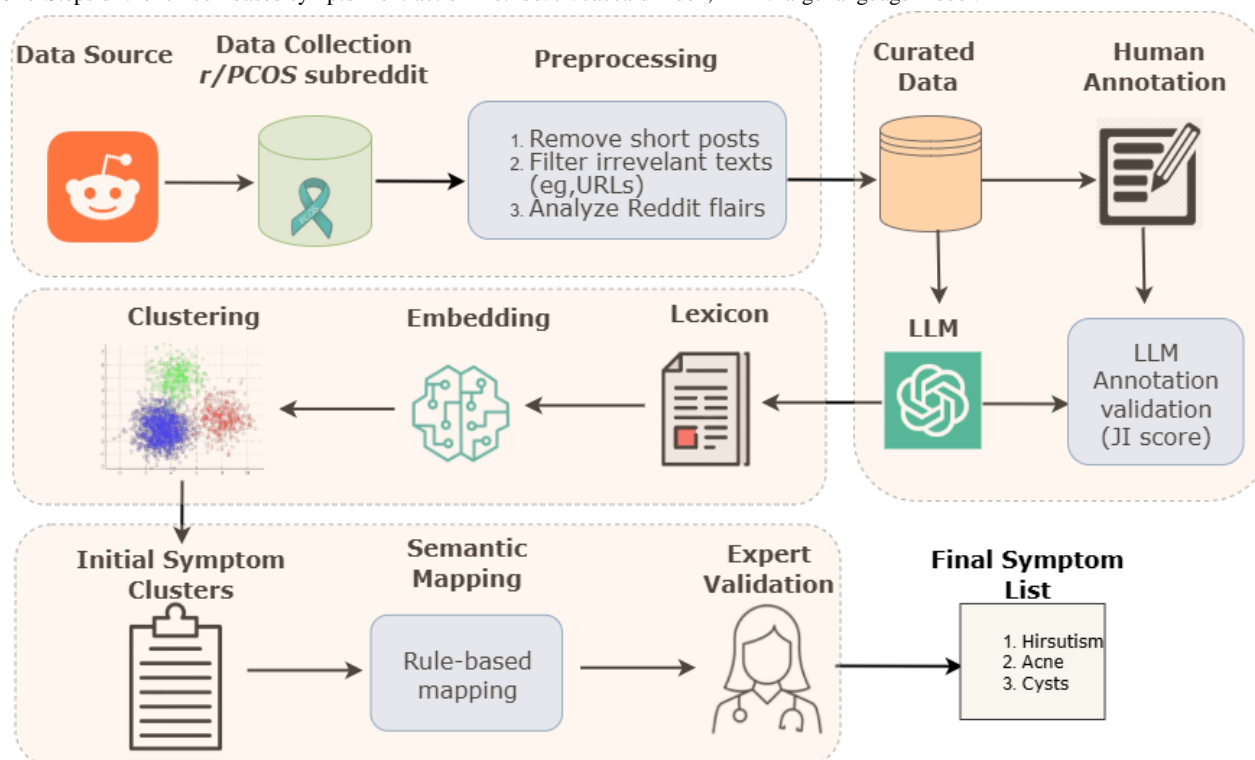 Data Source
Data Collection
r/PCOS subreddit
Preprocessing
1. Remove short posts
2. Filter irrevelant texts
(eg,URLs)
3. Analyze Reddit flairs
Curated
Data
Human
Annotation
PCOS
Clustering
Embedding
Lexicon
LLM
LLM
Annotation
validation
(JI score)
Initial Symptom
Clusters
Semantic
Mapping
Rule-based
mapping
Expert
Validation
Final Symptom
List
1. Hirsutism
2. Acne
3. Cysts